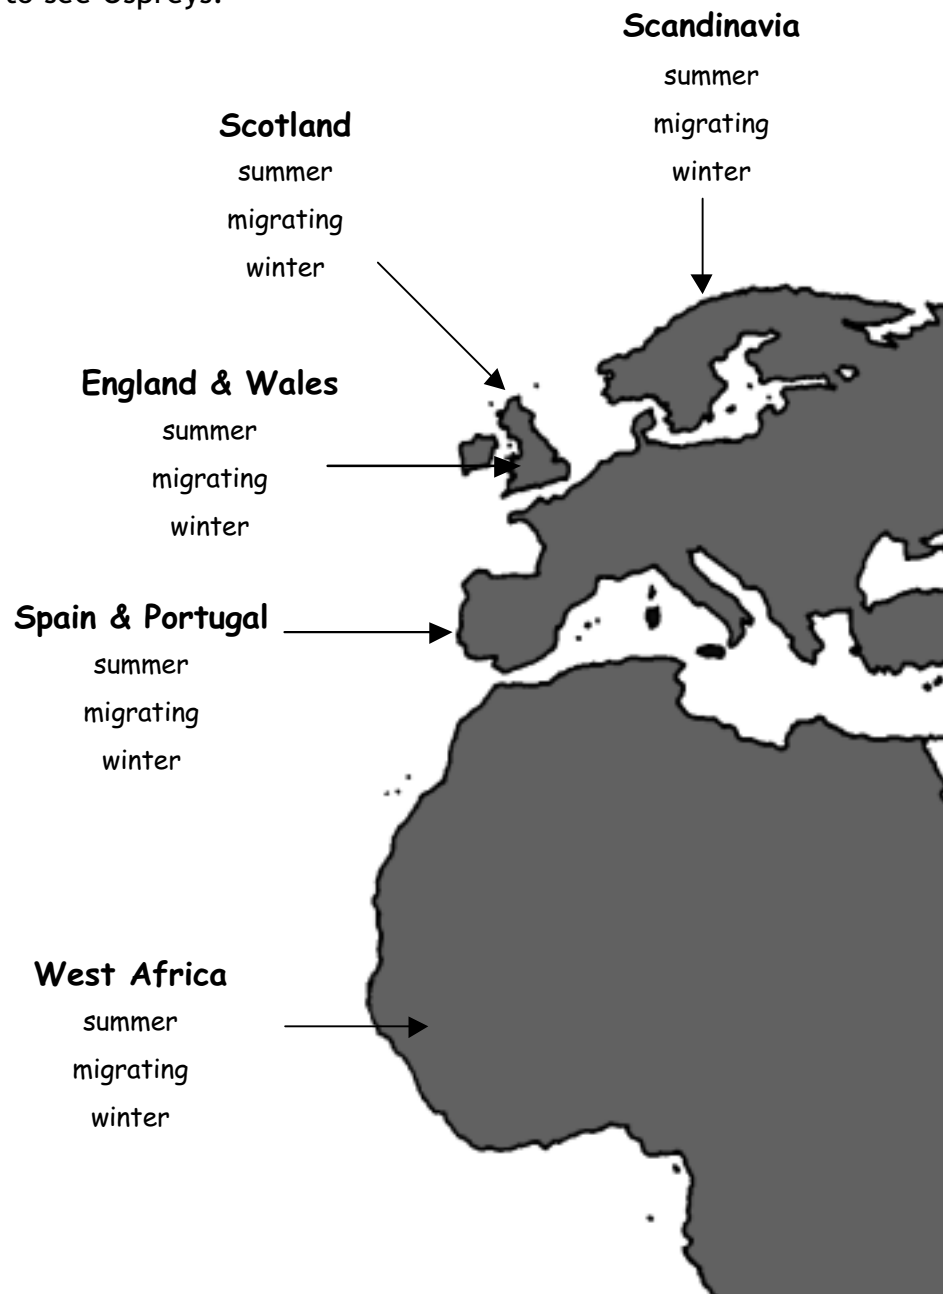 to see Ospreys.
Scandinavia
summer
migrating
winter
Scotland
summer
migrating
winter
England & Wales
summer
migrating
winter
Spain & Portugal
summer
migrating
winter
West Africa
summer
migrating
winter